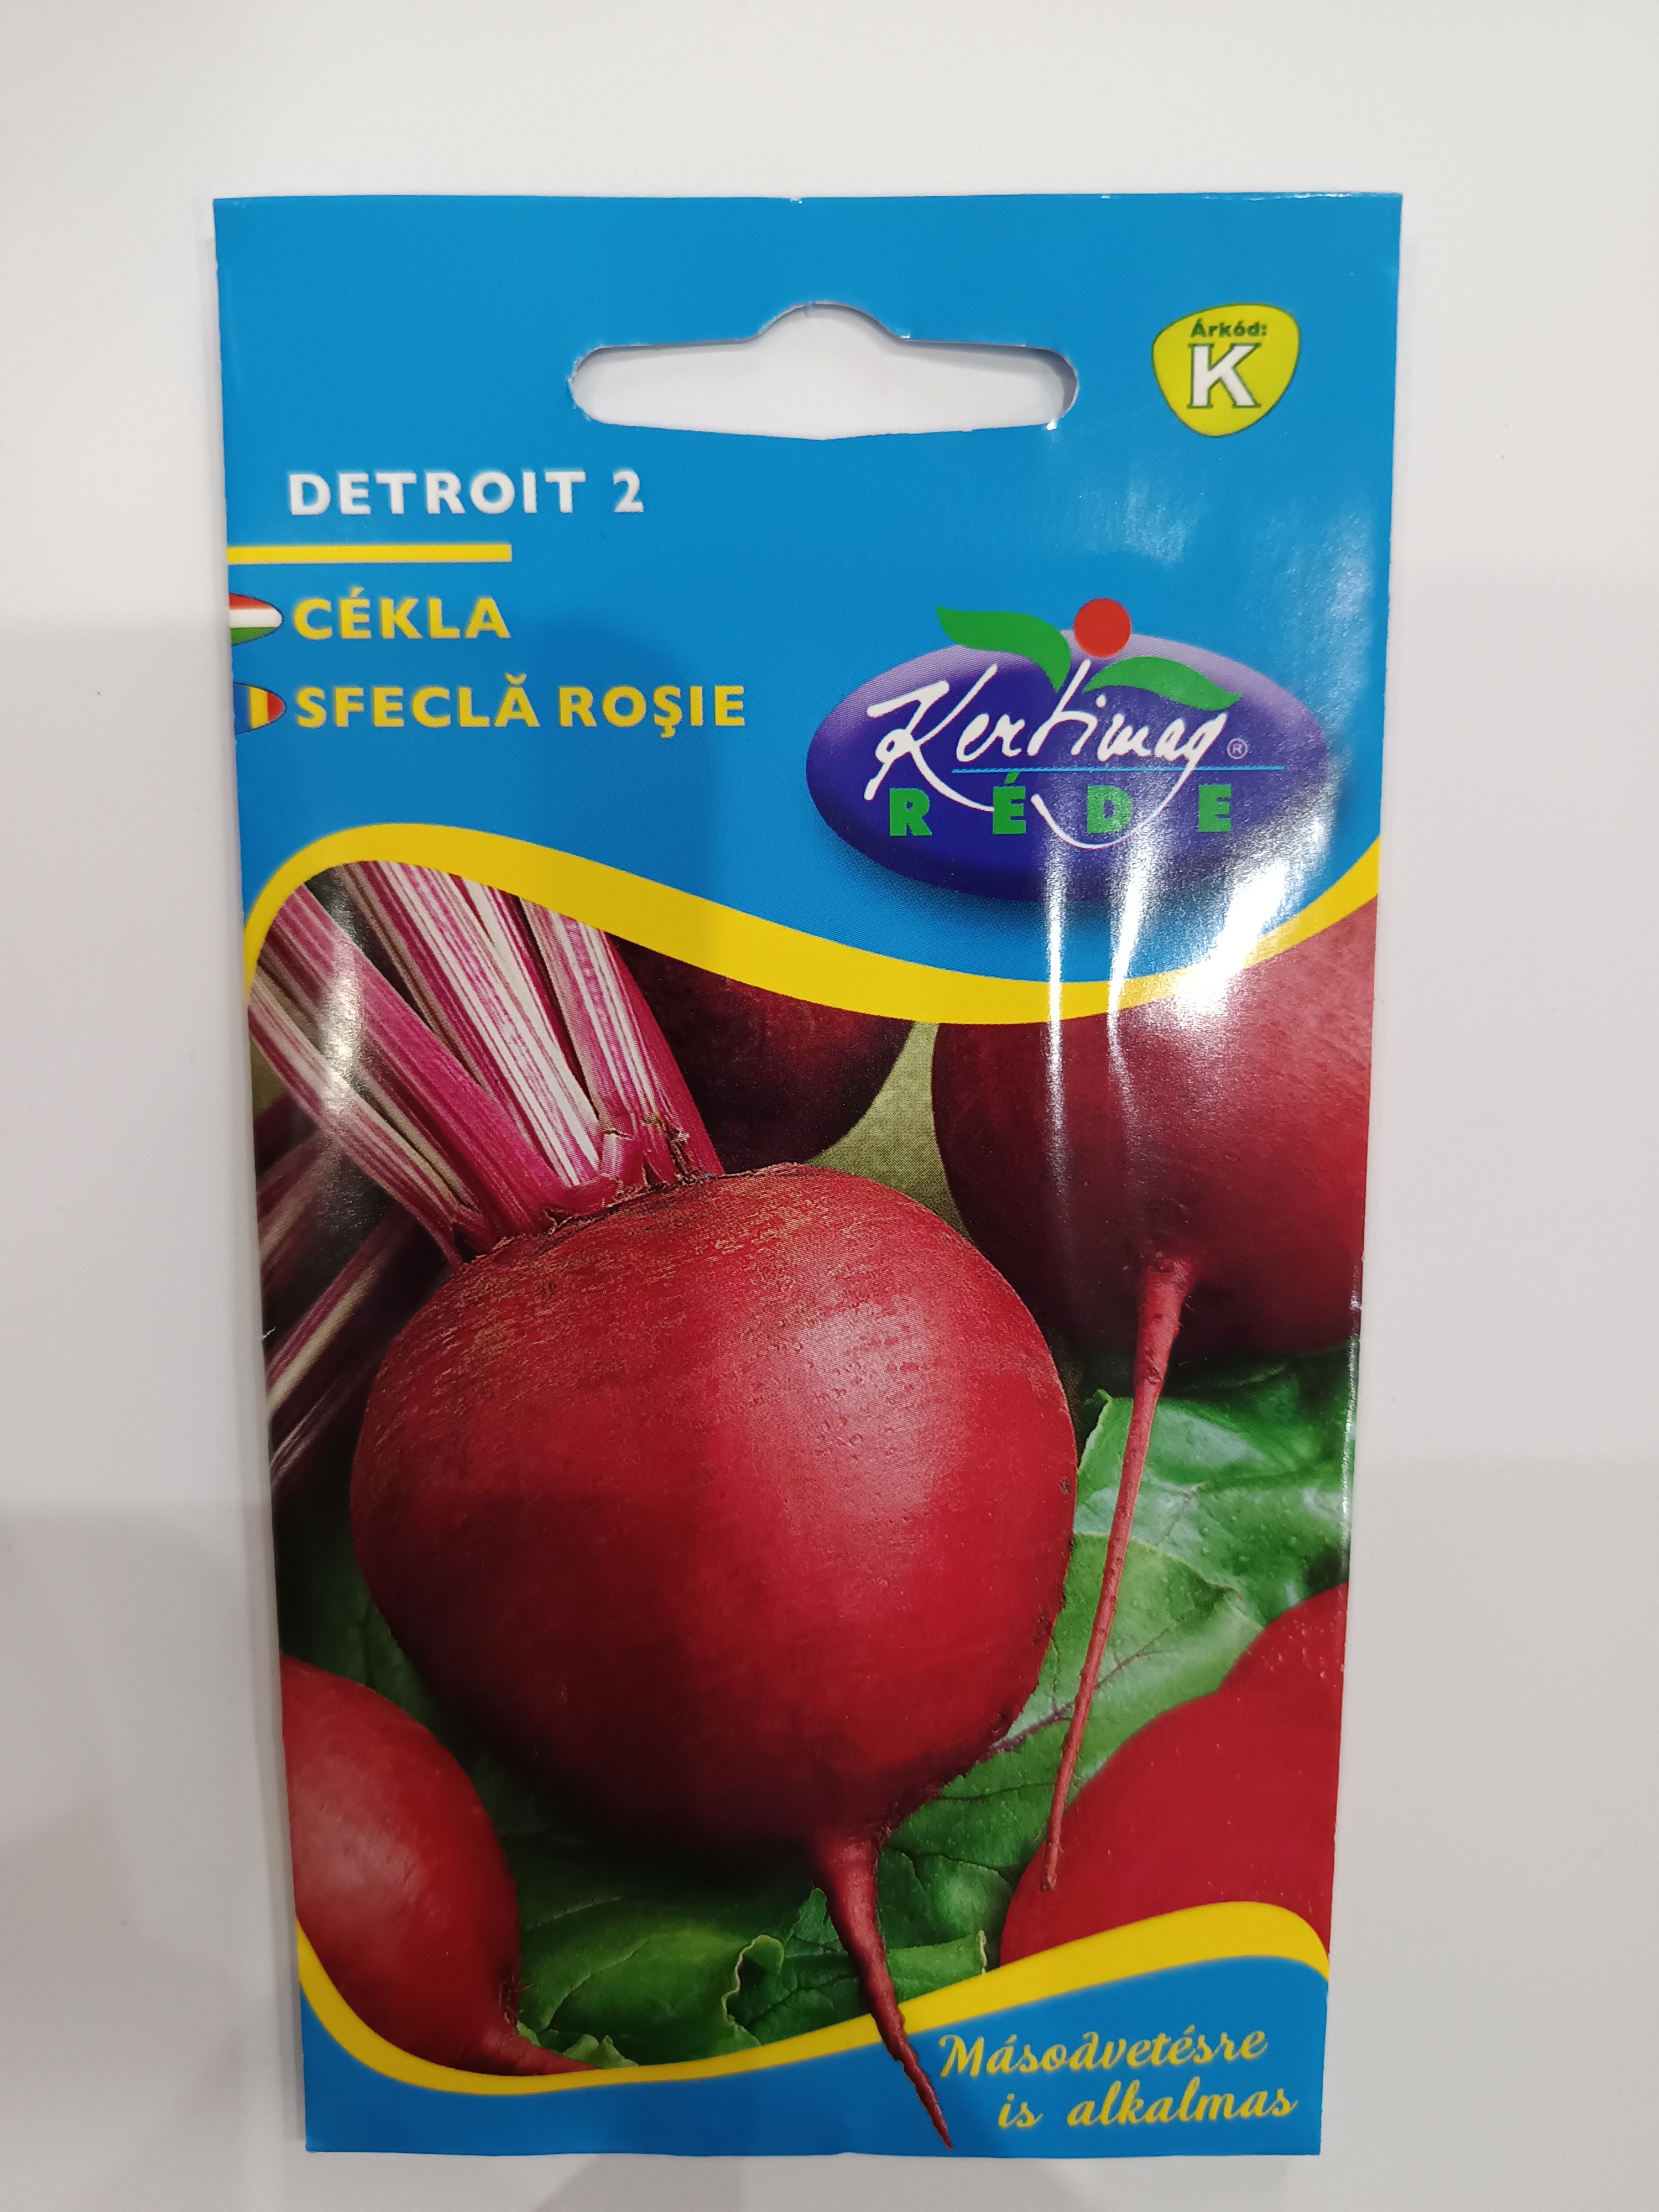 Árkód:
K
DETROIT 2
CÉKLA
SFECLĂ ROŞIE
Kertimag ®
RÉDE
Másodvetésre
is alkalmas